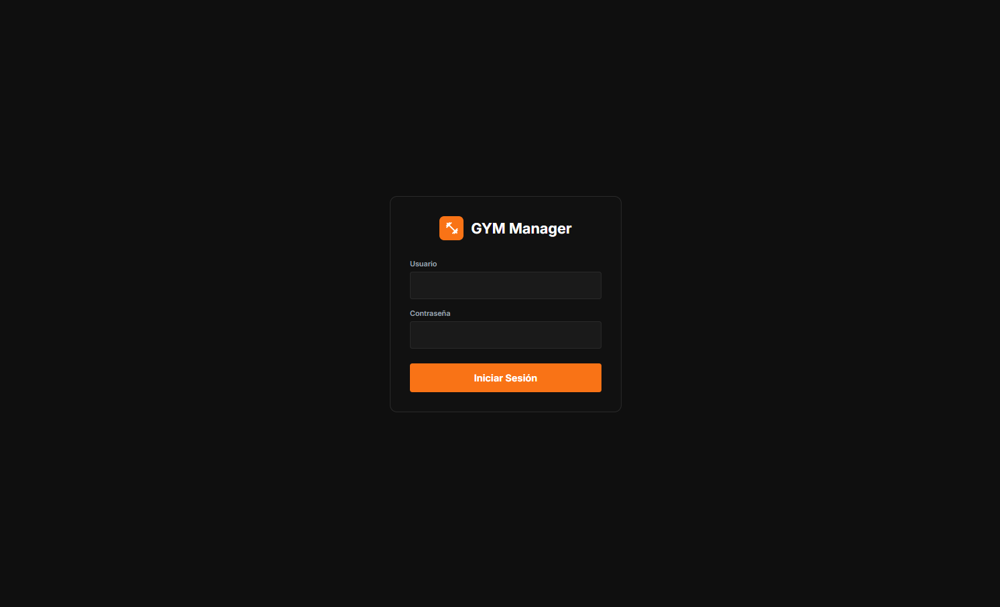 GYM Manager
Usuario
Contraseña
Iniciar Sesión